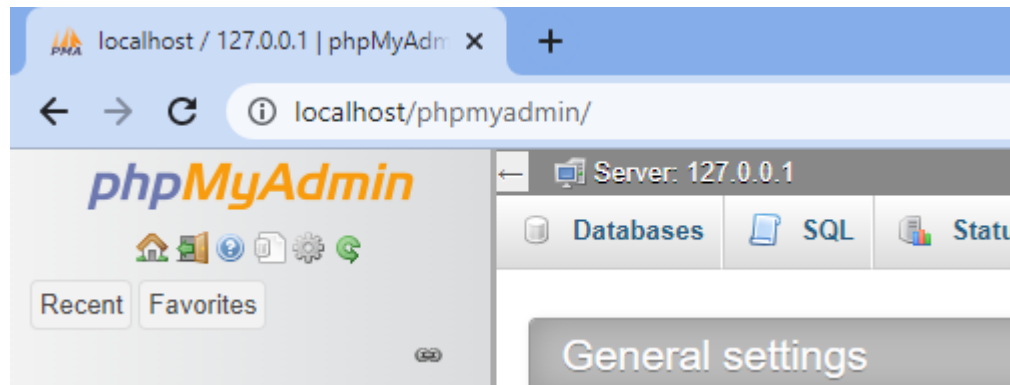 localhost / 127.0.0.1 | phpMyAdm
localhost/phpmyadmin/
phpMyAdmin
Server: 127.0.0.1
Databases SQL Statu
Recent Favorites
General settings